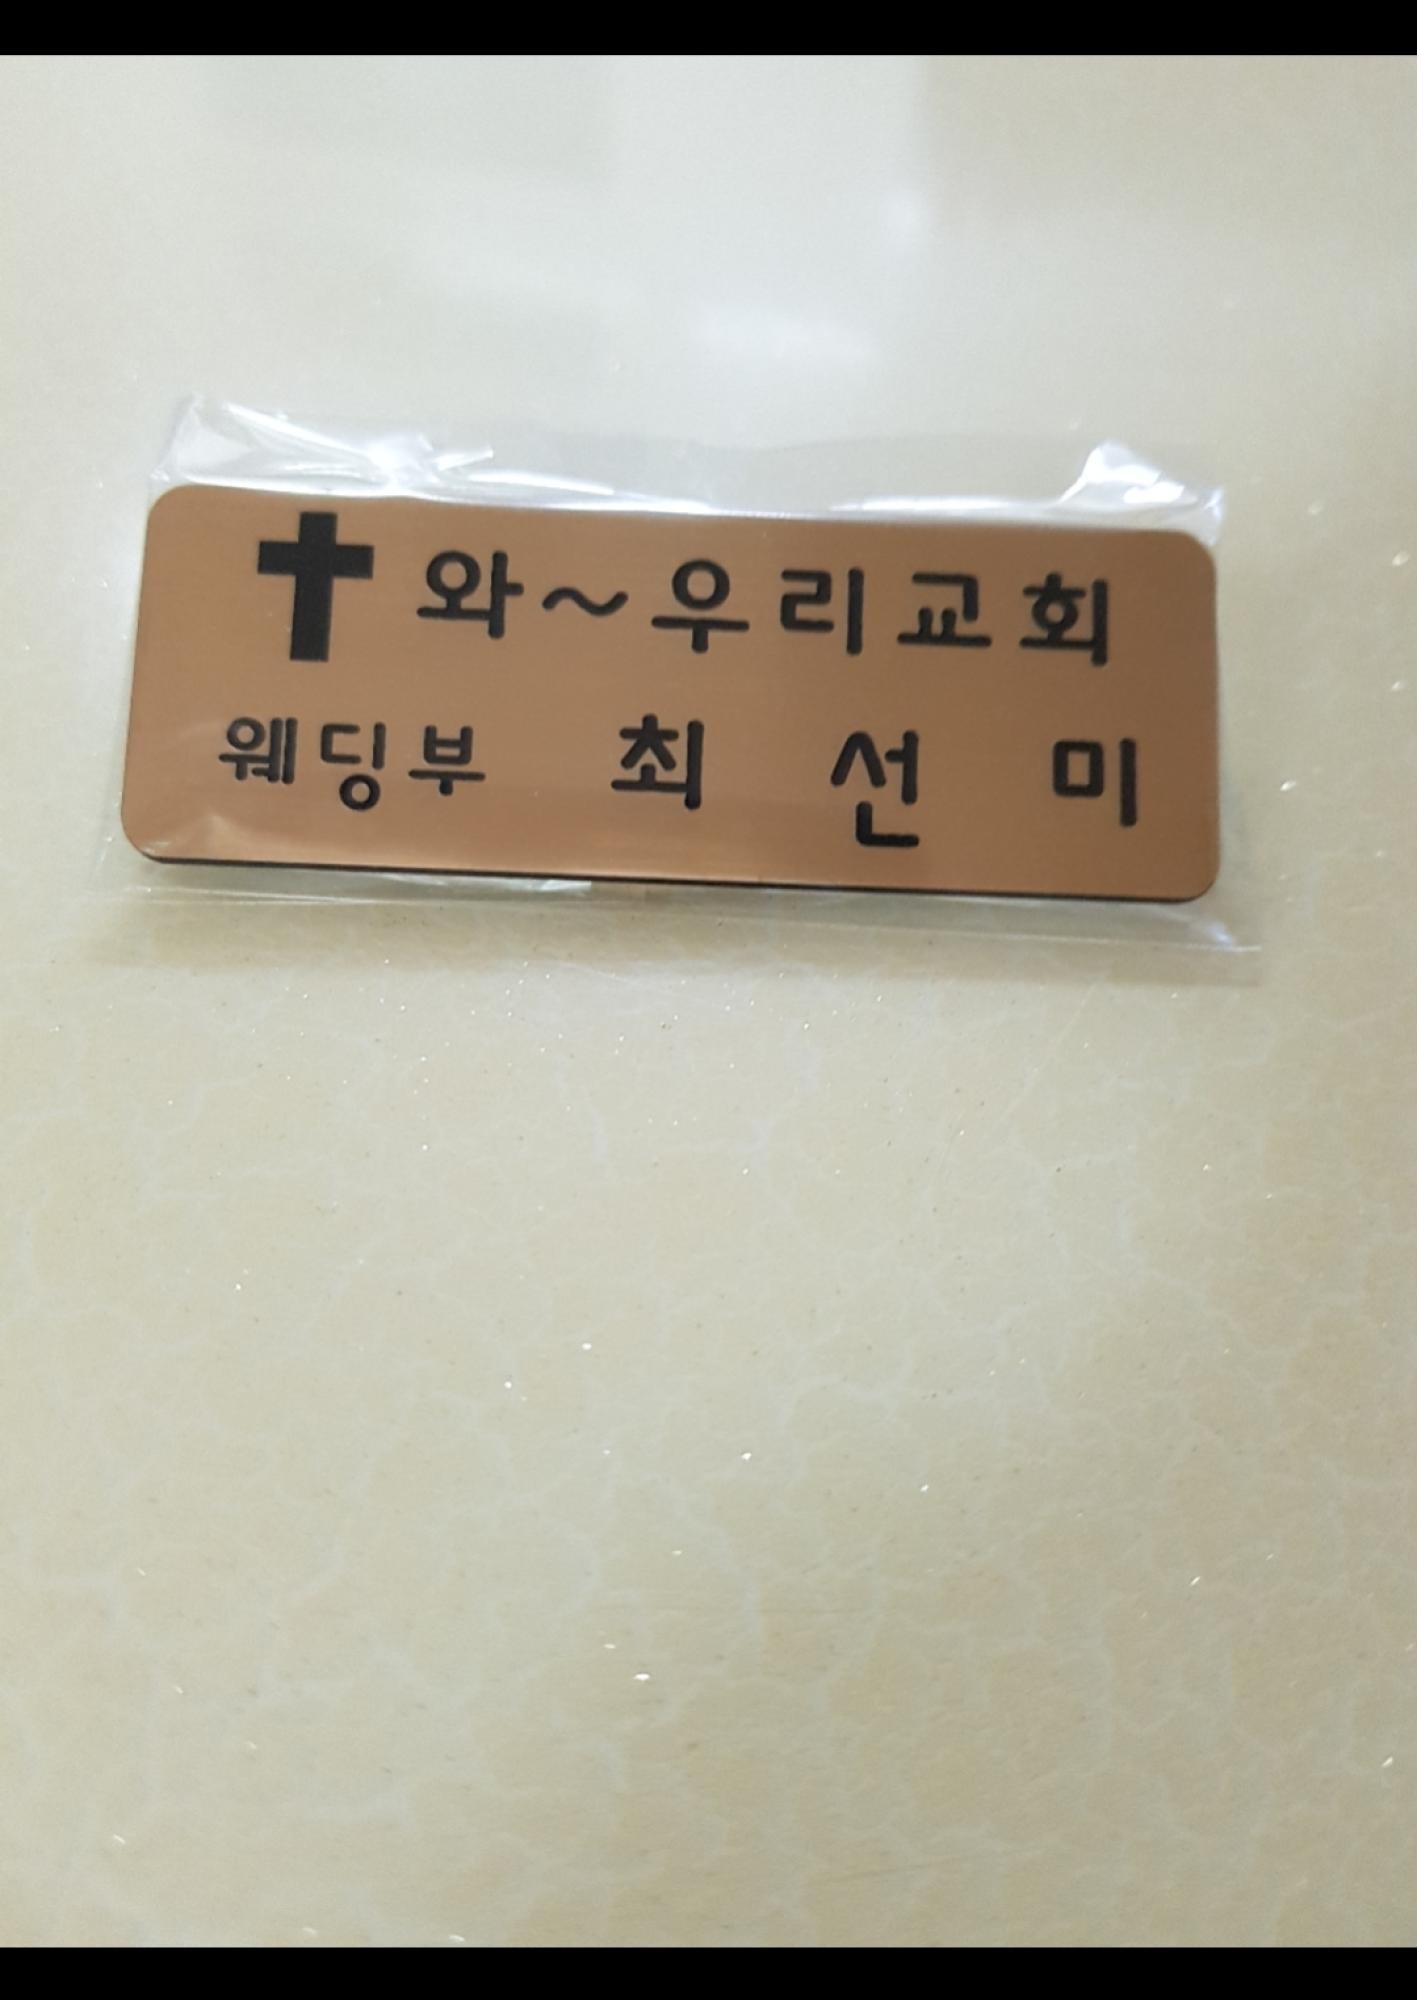 와~우리교회
웨딩부 최 선 미